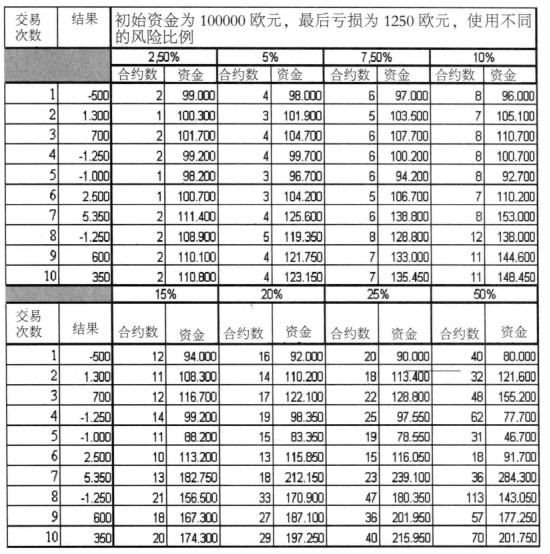 交易 结果 初始资金为 100000 欧元，最后亏损为 1250 欧元，使用不同
次数 的风险比例
2,50% 5% 7,50% 10%
合约数 资金 合约数 资金 合约数 资金 合约数 资金
1 -500 2 99.000 4 98.000 6 97.000 8 96.000
2 1.300 1 100.300 3 101.900 5 103.500 7 105.100
3 700 2 101.700 4 104.700 6 107.700 8 110.700
4 -1.250 2 99.200 4 99.700 6 100.200 8 100.700
5 -1.000 1 98.200 3 96.700 6 94.200 8 92.700
6 2.500 1 100.700 3 104.200 5 106.700 7 110.200
7 5.350 2 111.400 4 125.600 6 138.800 8 153.000
8 -1.250 2 108.900 5 119.350 8 128.800 12 138.000
9 600 2 110.100 4 121.750 7 133.000 11 144.600
10 350 2 110.800 4 123.150 7 135.450 11 148.450
15% 20% 25% 50%
交易
次数 结果 合约数 资金 合约数 资金 合约数 资金 合约数 资金
1 -500 12 94.000 16 92.000 20 90.000 40 80.000
2 1.300 11 108.300 14 110.200 18 113.400 32 121.600
3 700 12 116.700 17 122.100 22 128.800 48 155.200
4 -1.250 14 99.200 19 98.350 25 97.550 62 77.700
5 -1.000 11 88.200 15 83.350 19 78.550 31 46.700
6 2.500 10 113.200 13 115.850 15 116.050 18 91.700
7 5.350 13 182.750 18 212.150 23 239.100 36 284.300
8 -1.250 21 156.500 33 170.900 47 180.350 113 143.050
9 600 18 167.300 27 187.100 36 201.950 57 177.250
10 350 20 174.300 29 197.250 40 215.950 70 201.750